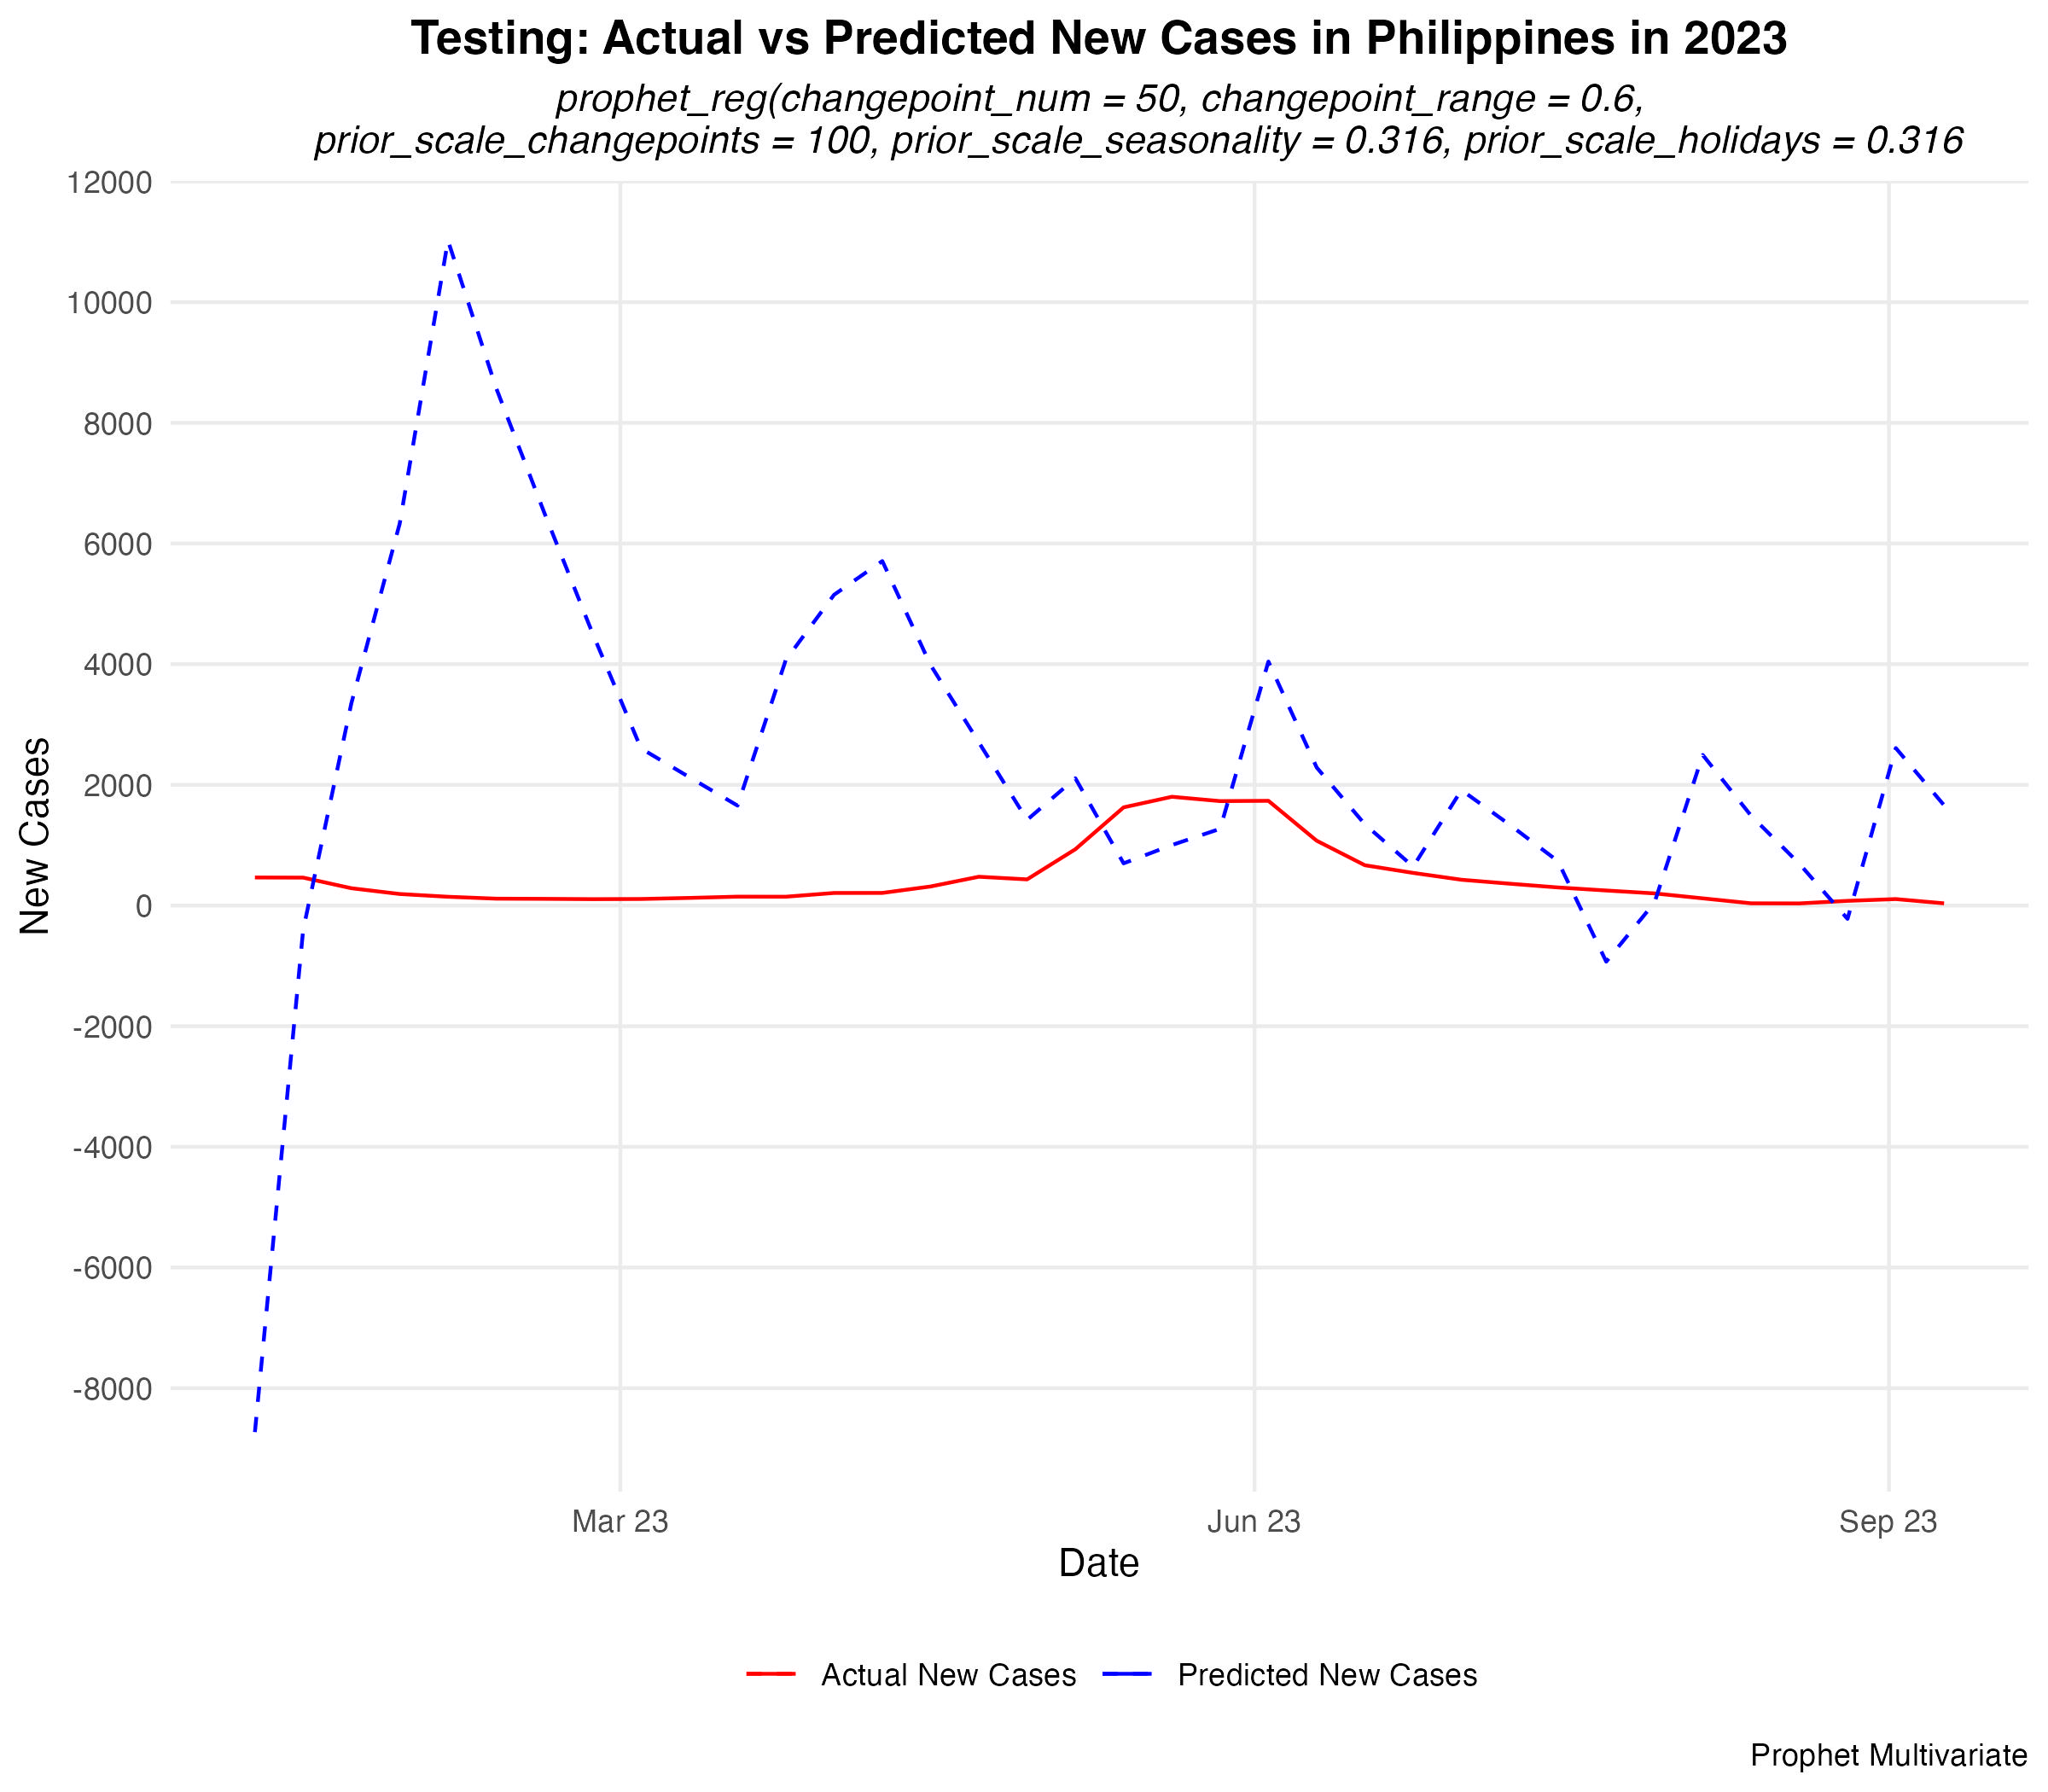 Testing: Actual vs Predicted New Cases in Philippines in 2023
prophet_reg(changepoint_num = 50, changepoint_range = 0.6,
prior_scale_changepoints = 100, prior_scale_seasonality = 0.316, prior_scale_holidays = 0.316
12000
10000
8000
6000
4000
2000
0
-2000
-4000
-6000
-8000
New Cases
Mar 23
Jun 23
Sep 23
Date
Actual New Cases
Predicted New Cases
Prophet Multivariate